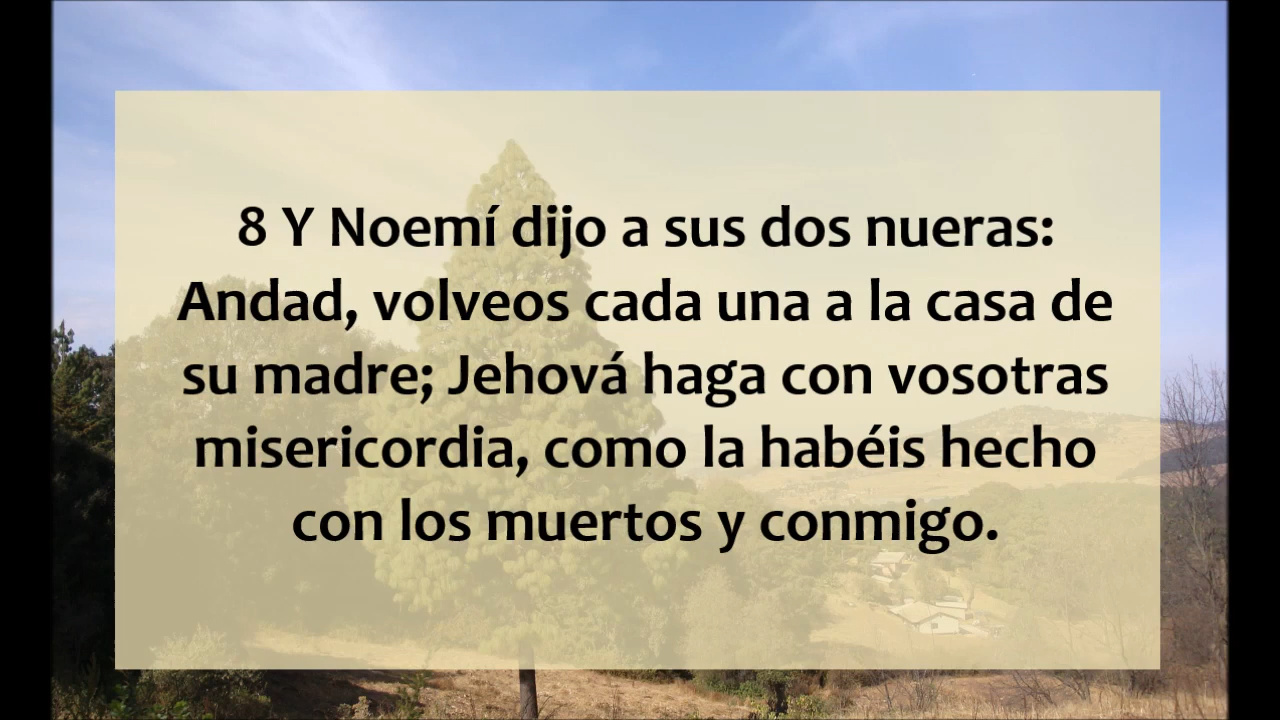 8 Y Noemí dijo a sus dos nueras:
Andad, volveos cada una a la casa de
su madre; Jehová haga con vosotras
misericordia, como la habéis hecho
con los muertos y conmigo.